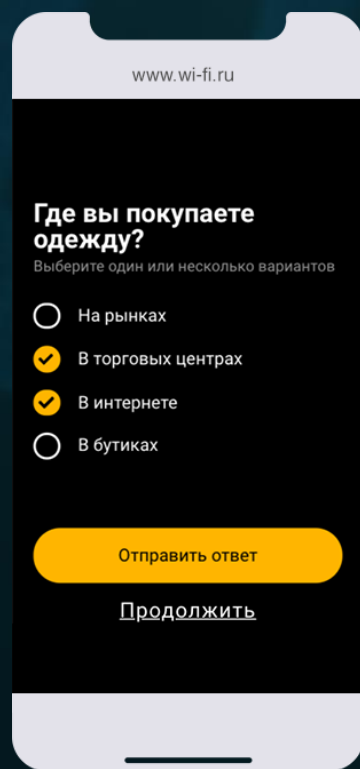 www.wi-fi.ru
Где вы покупаете
одежду?
Выберите один или несколько вариантов
На рынках
В торговых центрах
В интернете
В бутиках
Отправить ответ
Продолжить